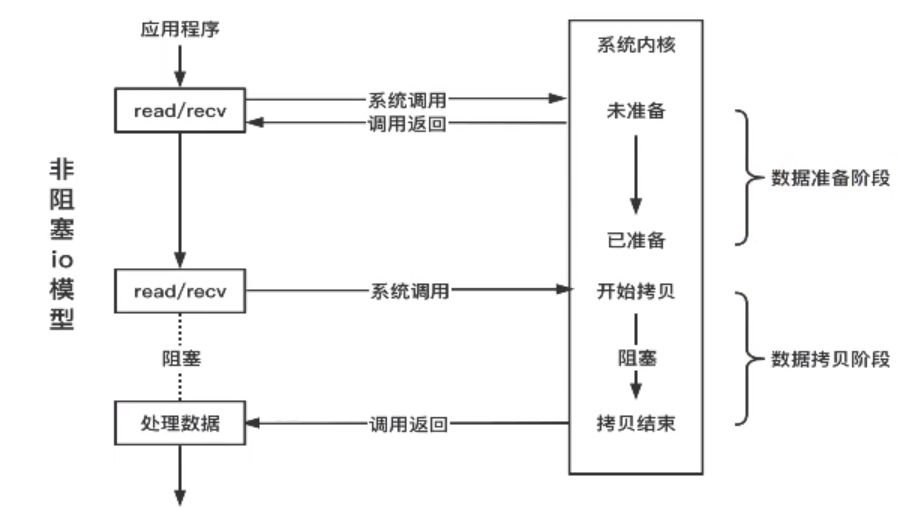 应用程序
系统内核
read/recv
系统调用
调用返回
未准备
数据准备阶段
已准备
非阻塞io模型
read/recv
系统调用
开始拷贝
阻塞
阻塞
数据拷贝阶段
处理数据
调用返回
拷贝结束